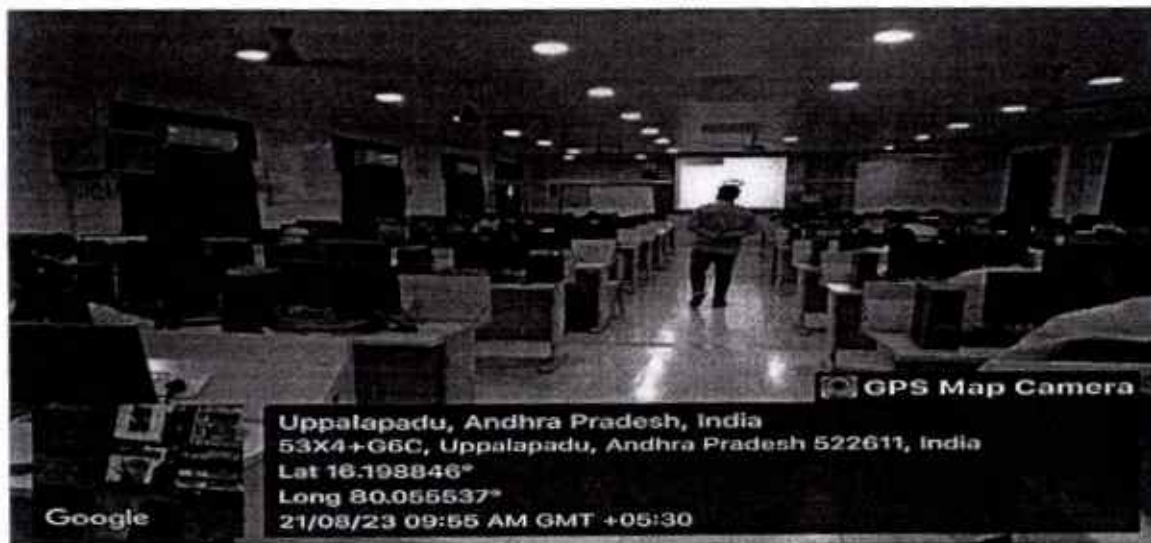 GPS Map Camera
Uppalapadu, Andhra Pradesh, India
53X4+G6C, Uppalapadu, Andhra Pradesh 522611, India
Lat 16.198846°
Long 80.055537°
21/08/23 09:55 AM GMT +05:30
Google